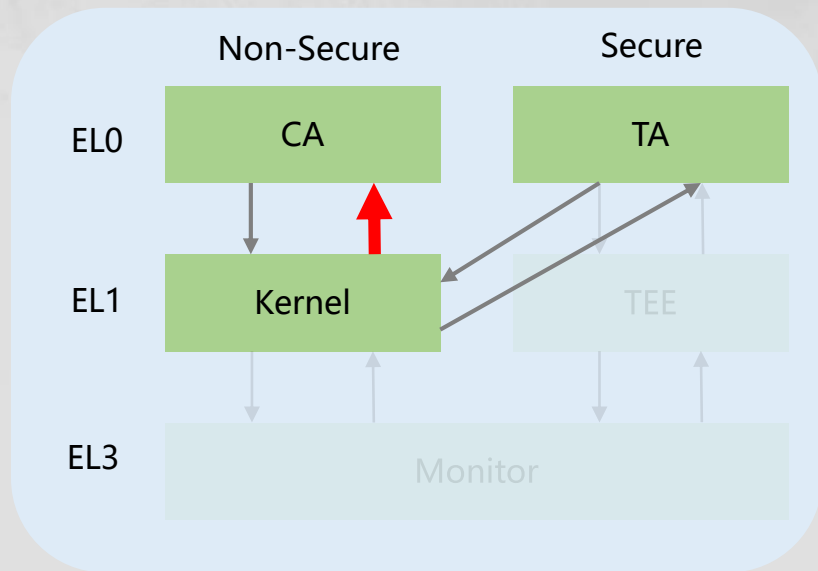 Non-Secure Secure
EL0 CA TA
EL1 Kernel TEE
EL3 Monitor